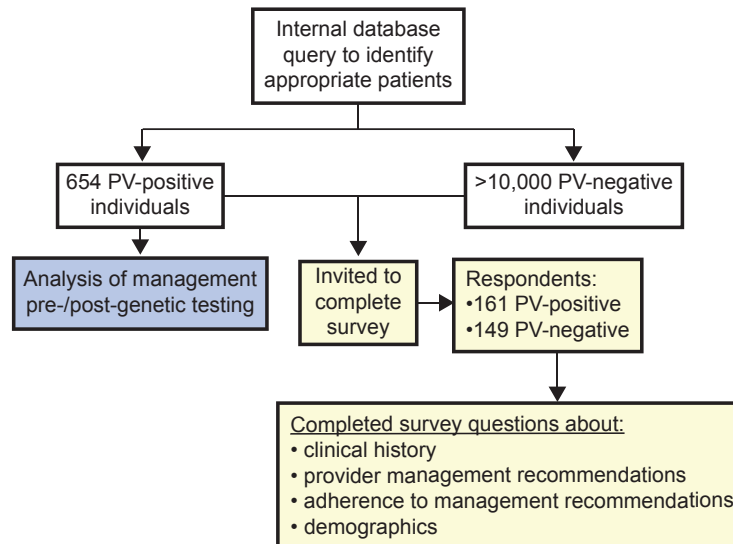 Internal database
query to identify
appropriate patients
654 PV-positive
individuals
>10,000 PV-negative
individuals
Analysis of management
pre-/post-genetic testing
Invited to
complete
survey
Respondents:
•161 PV-positive
•149 PV-negative
Completed survey questions about:
• clinical history
• provider management recommendations
• adherence to management recommendations
• demographics